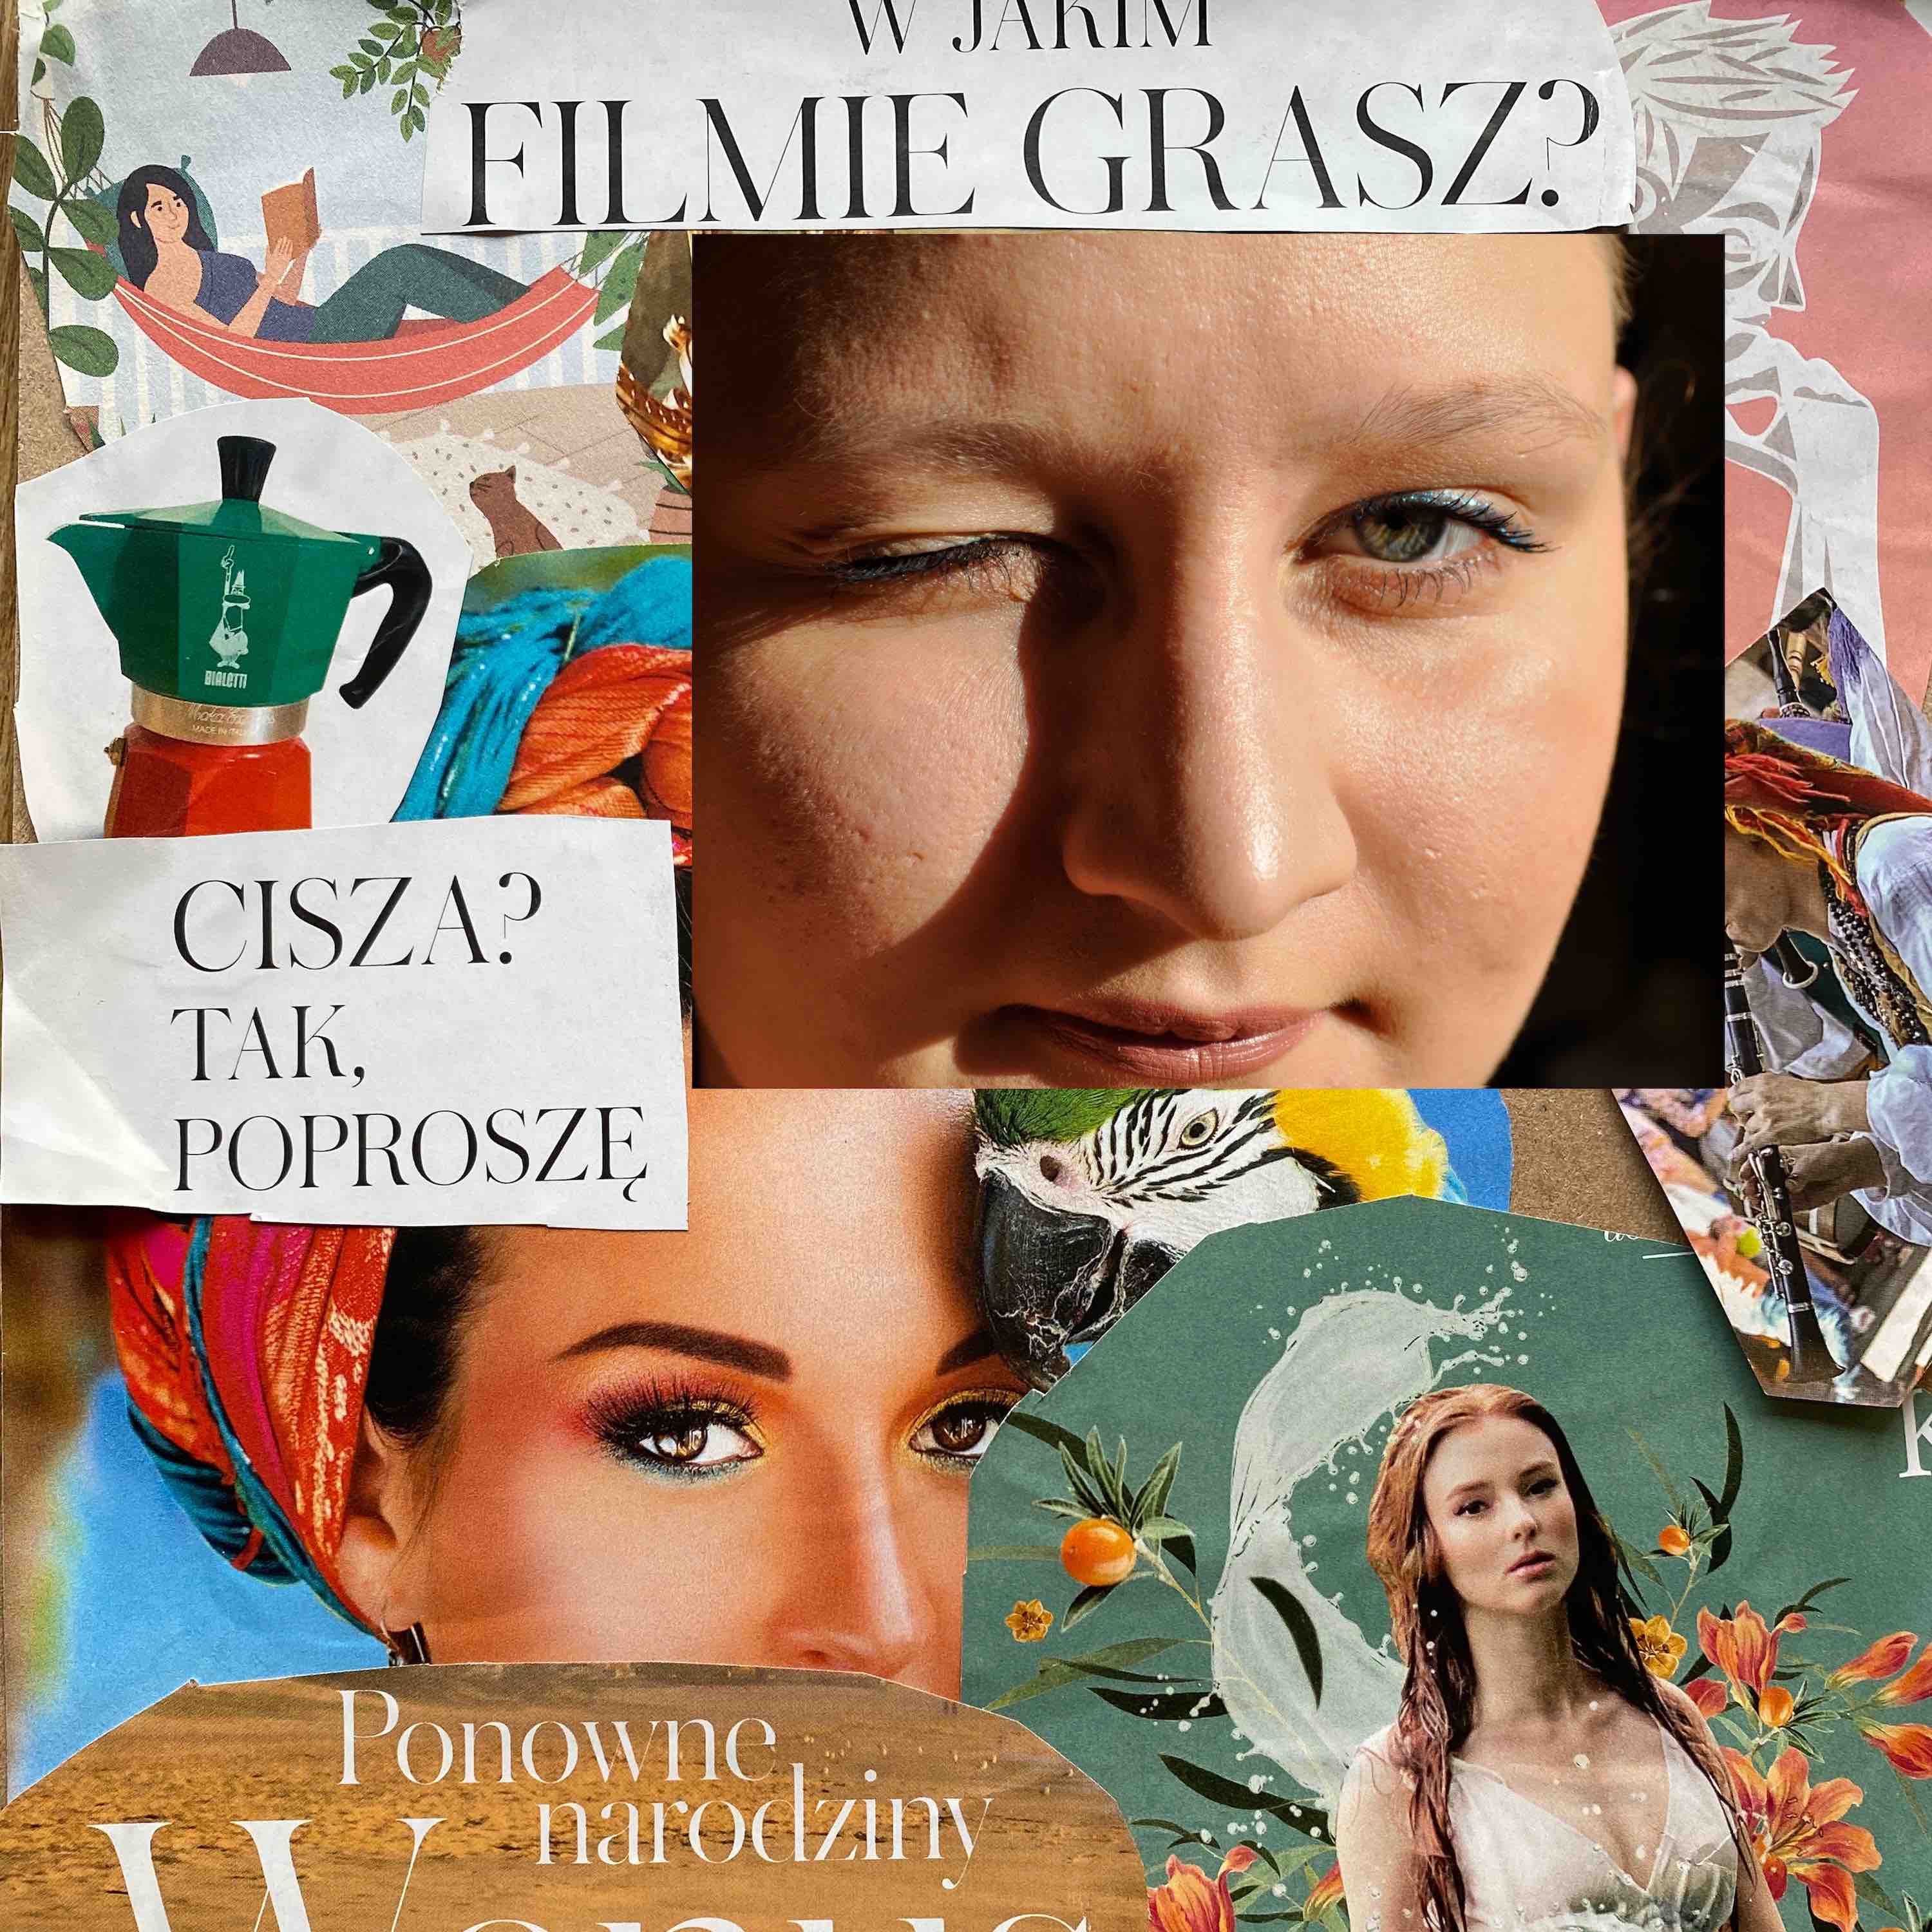 W JAKIM
FILMIE GRASZ?
BIALETTI
MADE IN ITALY
CISZA?
TAK,
POPROSZĘ
Ponowne
narodziny